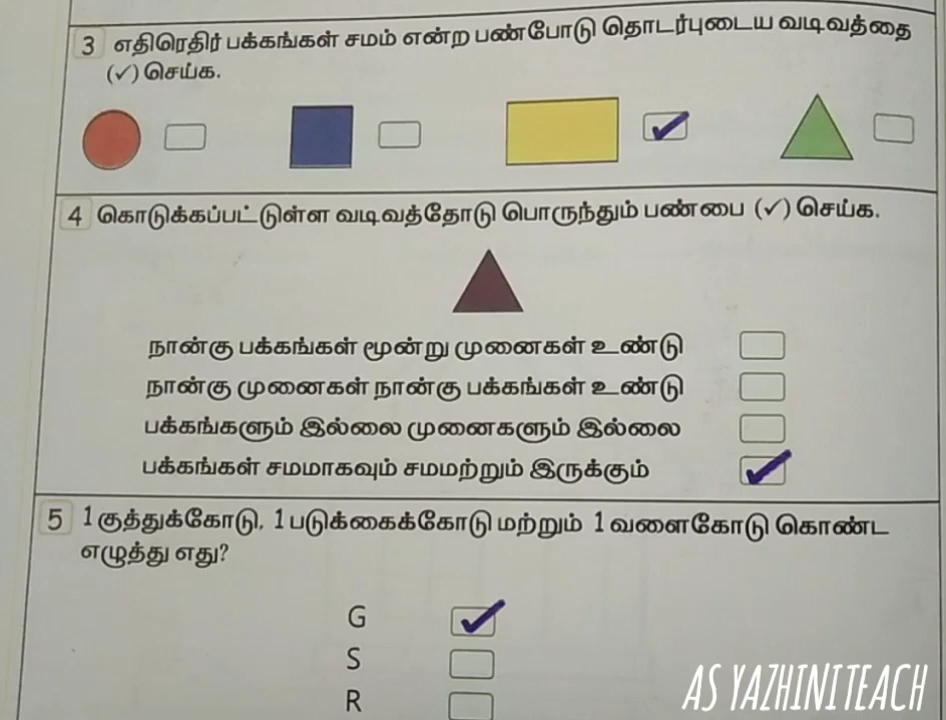 3 எதிரெதிர் பக்கங்கள் சமம் என்ற பண்போடு தொடர்புடைய வடிவத்தை
(✓) செய்க.
4 கொடுக்கப்பட்டுள்ள வடிவத்தோடு பொருந்தும் பண்பை (✓) செய்க.
நான்கு பக்கங்கள் மூன்று முனைகள் உண்டு
நான்கு முனைகள் நான்கு பக்கங்கள் உண்டு
பக்கங்களும் இல்லை முனைகளும் இல்லை
பக்கங்கள் சமமாகவும் சமமற்றும் இருக்கும்
5 1 குத்துக்கோடு, 1 படுக்கைக்கோடு மற்றும் 1 வளைகோடு கொண்ட
எழுத்து எது?
G
S
R
AS YAZHINI TEACH